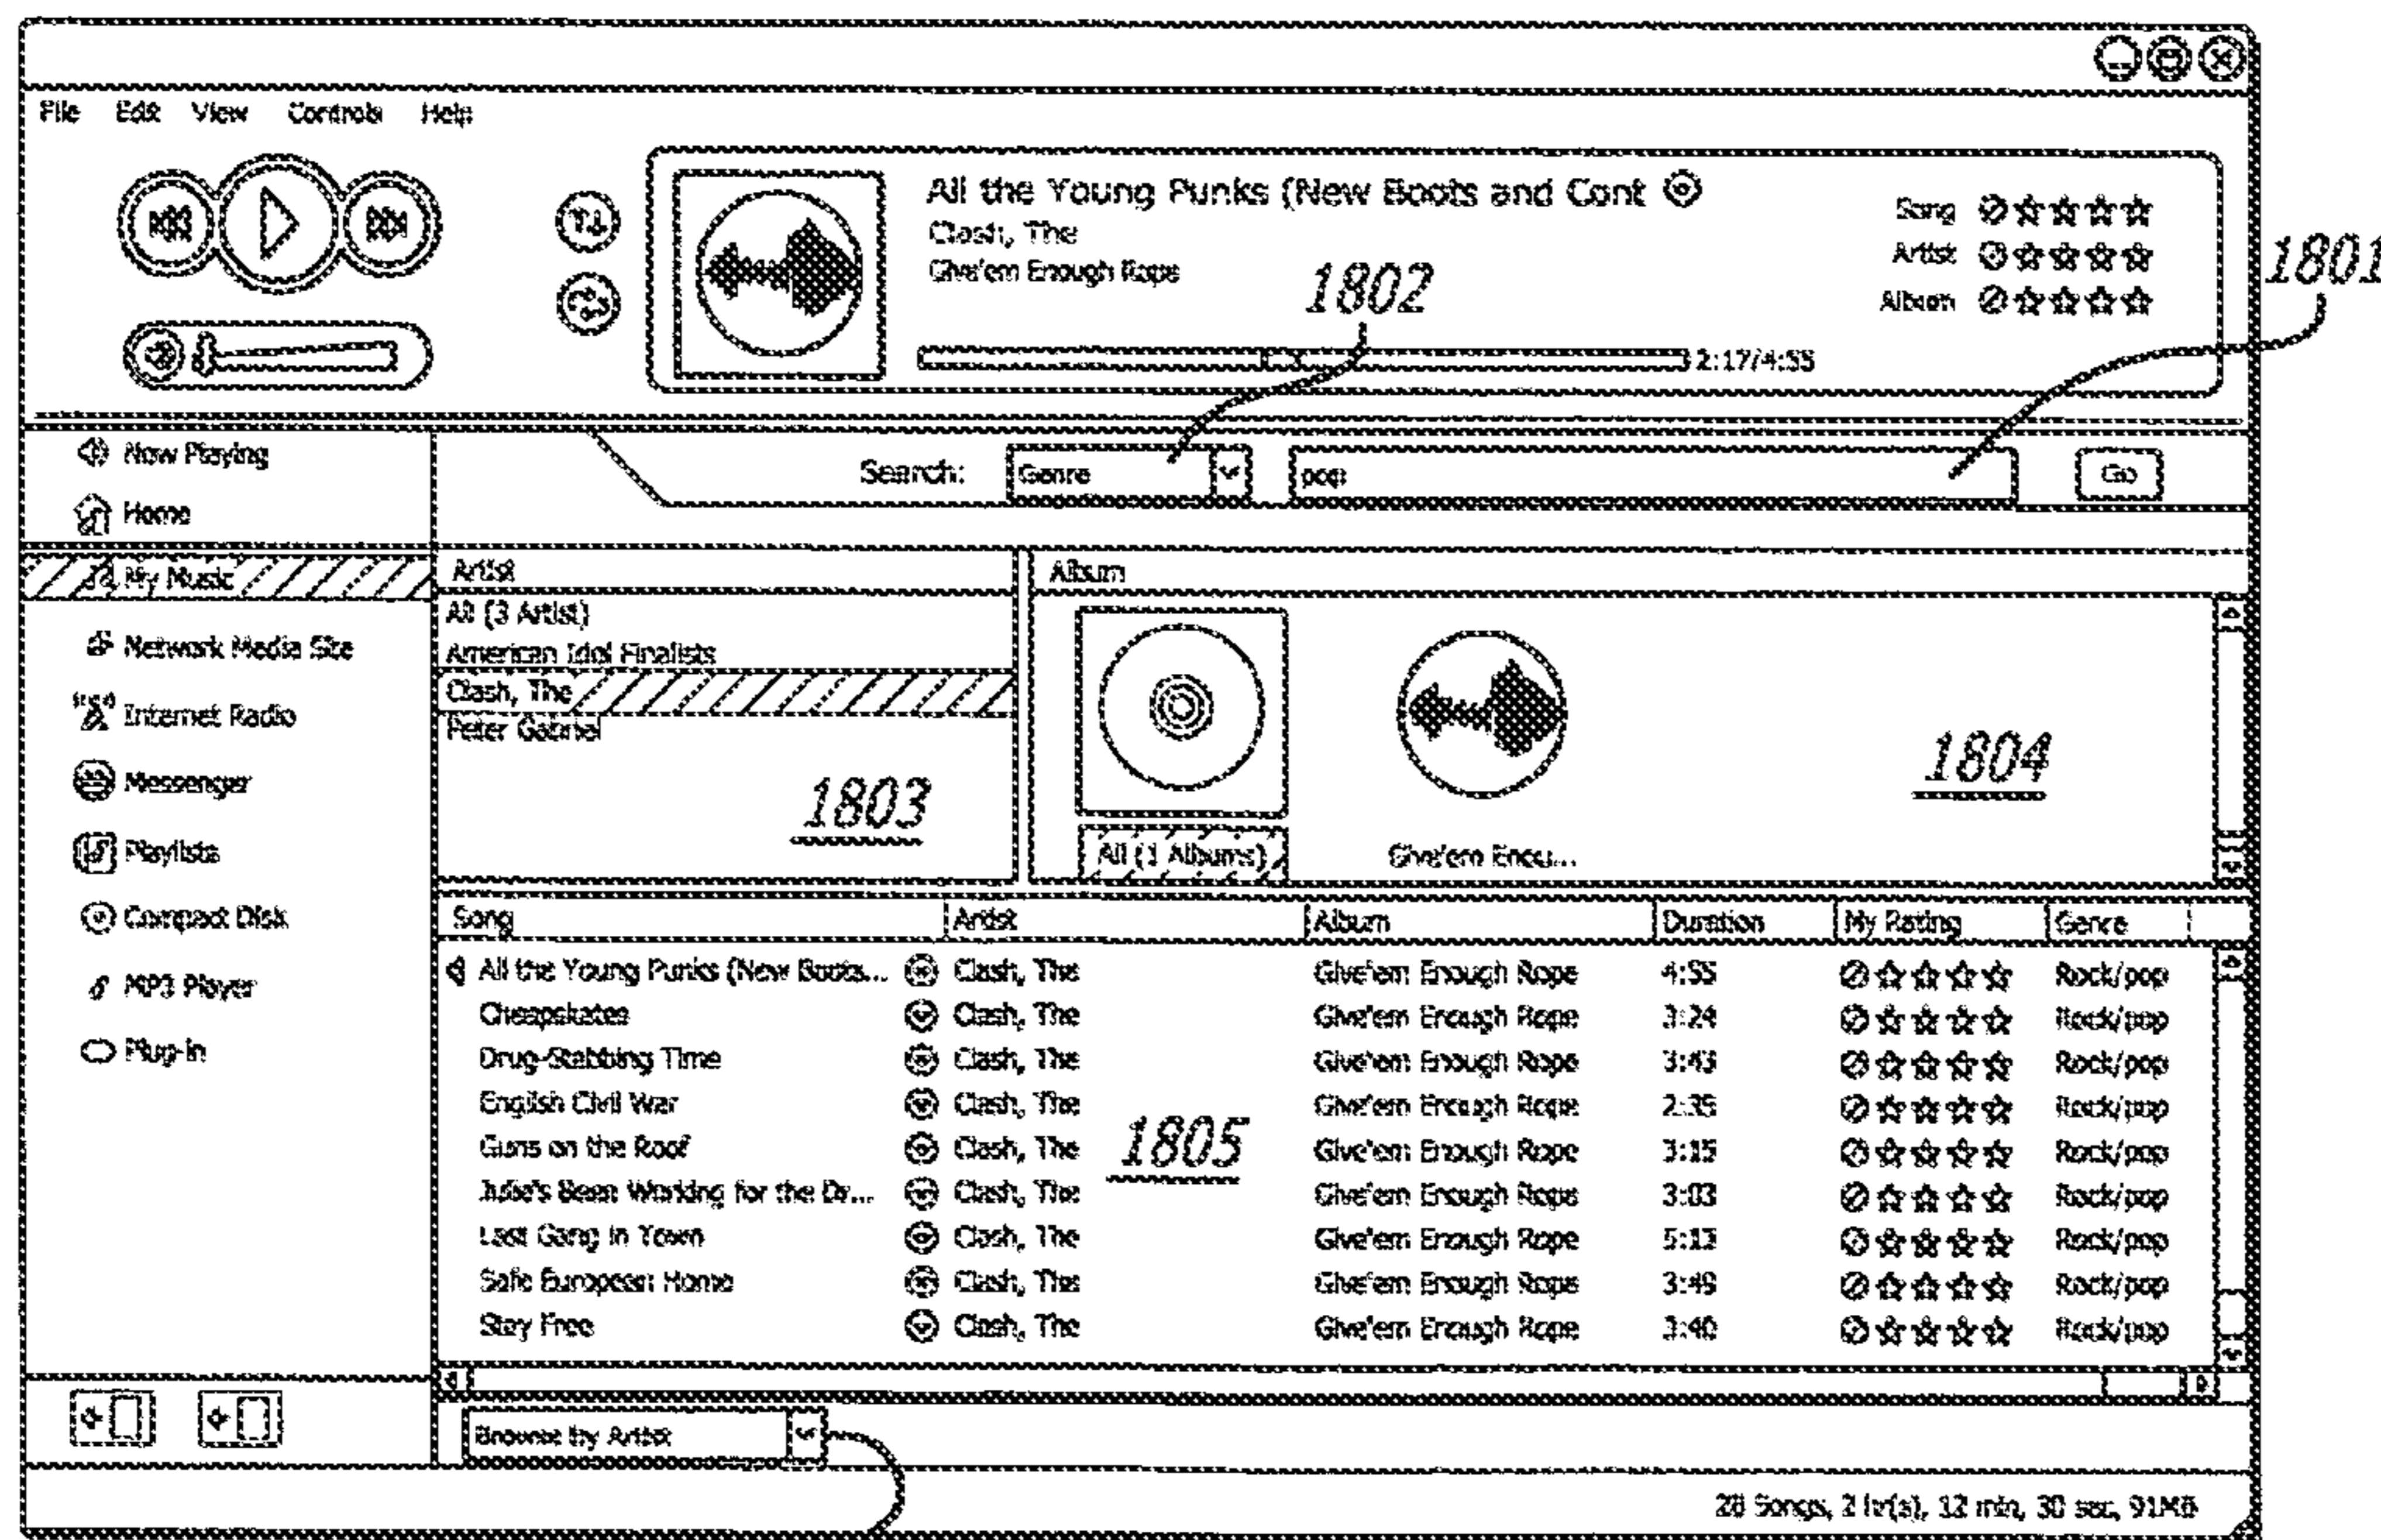 File Edit View Controls Help
All the Young Punks (New Boots and Cont
Clash, The
Give'em Enough Rope
Song
Artist
Album
1801
1802
2:17/4:55
Now Playing
Home
My Music
Network Media Site
Internet Radio
Messenger
Playlists
Compact Disk
MP3 Player
Plug-in
Search: Genre pop Go
Artist
All (3 Artist)
American Idol Finalists
Clash, The
Peter Gabriel
1803
Album
1804
All (1 Albums) Give'em Enou...
Song Artist Album Duration My Rating Genre
All the Young Punks (New Boots... Clash, The Give'em Enough Rope 4:55 Rock/pop
Cheapskates Clash, The Give'em Enough Rope 3:24 Rock/pop
Drug-Stabbing Time Clash, The Give'em Enough Rope 3:43 Rock/pop
English Civil War Clash, The Give'em Enough Rope 2:35 Rock/pop
Guns on the Roof Clash, The Give'em Enough Rope 3:15 Rock/pop
1805
Julie's Been Working for the Dr... Clash, The Give'em Enough Rope 3:03 Rock/pop
Last Gang in Town Clash, The Give'em Enough Rope 5:13 Rock/pop
Safe European Home Clash, The Give'em Enough Rope 3:49 Rock/pop
Stay Free Clash, The Give'em Enough Rope 3:40 Rock/pop
Browse by Artist
28 Songs, 2 hr(s), 12 min, 30 sec, 91MB